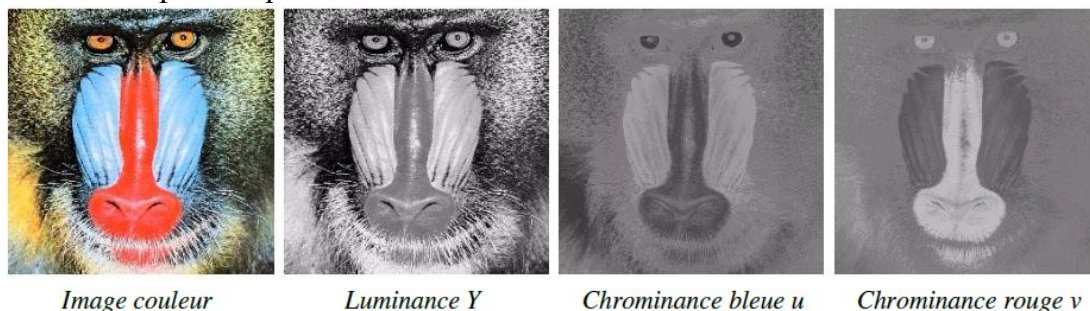 Image couleur
Luminance Y
Chrominance bleue u
Chrominance rouge v